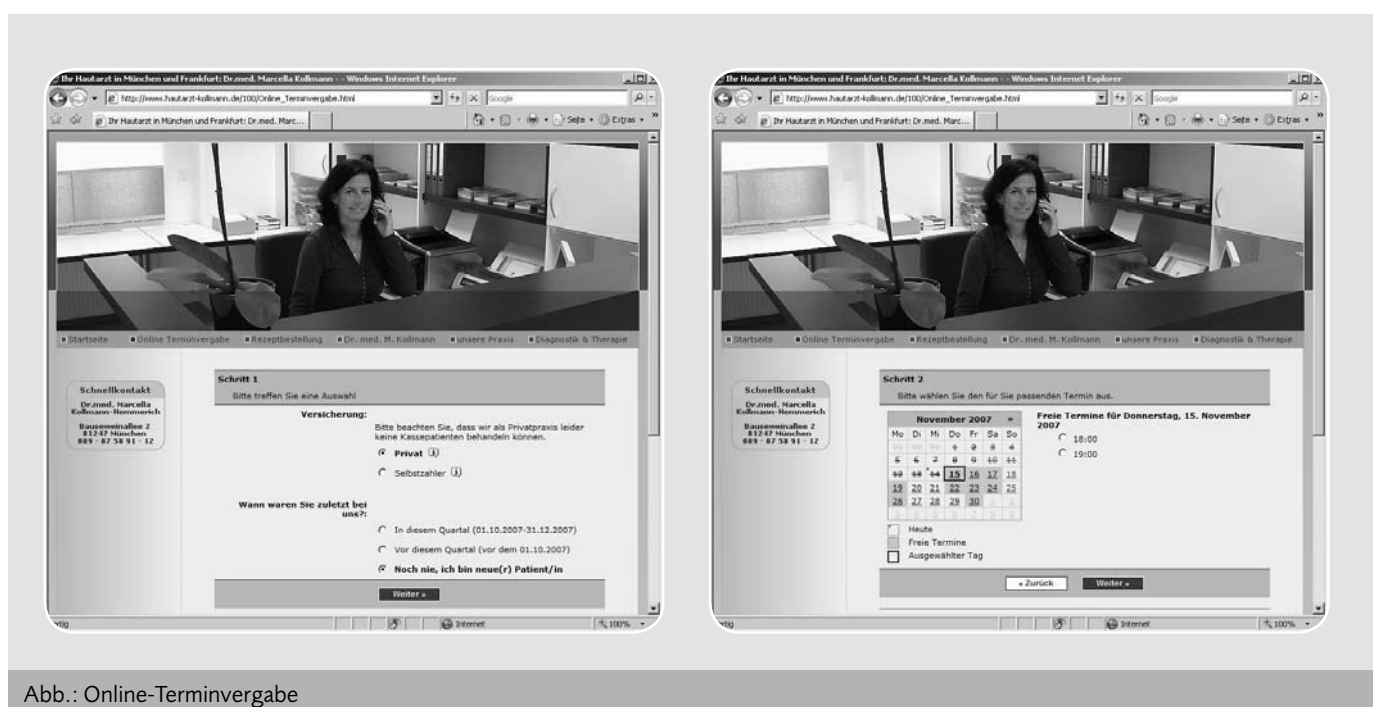 Ihr Hautarzt in München und Frankfurt: Dr.med. Marcella Kollmann - - Windows Internet Explorer
http://www.hautarzt-kollmann.de/100/Online_Terminvergabe.html
Google
Ihr Hautarzt in München und Frankfurt: Dr.med. Marc...
Seite
Extras
Startseite
Online Terminvergabe
Rezeptbestellung
Dr. med. M. Kollmann
unsere Praxis
Diagnostik & Therapie
Schnellkontakt
Dr.med. Marcella
Kollmann-Hemmerich
Bauseweinallee 2
81247 München
089 - 87 58 91 - 12
Schritt 1
Bitte treffen Sie eine Auswahl
Versicherung:
Bitte beachten Sie, dass wir als Privatpraxis leider
keine Kassepatienten behandeln können.
Privat
Selbstzahler
Wann waren Sie zuletzt bei
uns?:
In diesem Quartal (01.10.2007-31.12.2007)
Vor diesem Quartal (vor dem 01.10.2007)
Noch nie, ich bin neue(r) Patient/in
Weiter »
Internet
100%
Ihr Hautarzt in München und Frankfurt: Dr.med. Marcella Kollmann - - Windows Internet Explorer
http://www.hautarzt-kollmann.de/100/Online_Terminvergabe.html
Google
Ihr Hautarzt in München und Frankfurt: Dr.med. Marc...
Seite
Extras
Startseite
Online Terminvergabe
Rezeptbestellung
Dr. med. M. Kollmann
unsere Praxis
Diagnostik & Therapie
Schnellkontakt
Dr.med. Marcella
Kollmann-Hemmerich
Bauseweinallee 2
81247 München
089 - 87 58 91 - 12
Schritt 2
Bitte wählen Sie den für Sie passenden Termin aus.
November 2007 »
Mo Di Mi Do Fr Sa So
1 2 3 4
5 6 7 8 9 10 11
12 13 14 15 16 17 18
19 20 21 22 23 24 25
26 27 28 29 30
Heute
Freie Termine
Ausgewählter Tag
Freie Termine für Donnerstag, 15. November
2007
18:00
19:00
« Zurück
Weiter »
Internet
100%
Abb.: Online-Terminvergabe